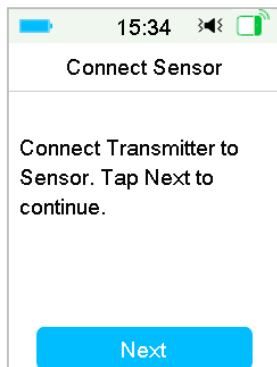 15:34
Connect Sensor
Connect Transmitter to
Sensor. Tap Next to
continue.
Next